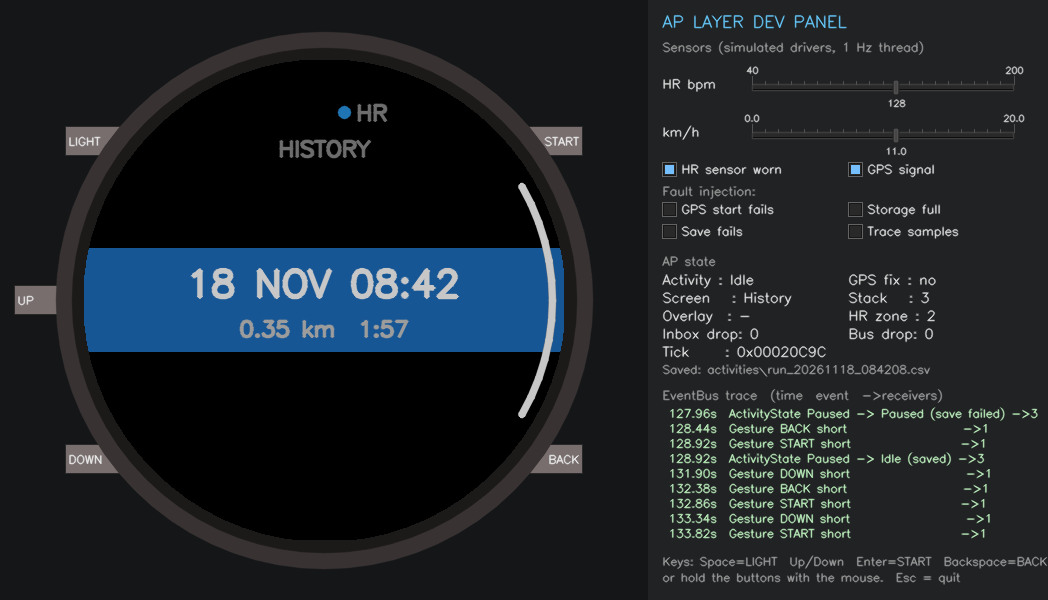 HR
HISTORY
18 NOV 08:42
0.35 km 1:57
LIGHT
START
UP
DOWN
BACK
AP LAYER DEV PANEL
Sensors (simulated drivers, 1 Hz thread)
40 200
HR bpm
128
0.0 20.0
km/h
11.0
HR sensor worn GPS signal
Fault injection:
GPS start fails Storage full
Save fails Trace samples
AP state
Activity : Idle GPS fix : no
Screen : History Stack : 3
Overlay : - HR zone : 2
Inbox drop: 0 Bus drop: 0
Tick : 0x00020C9C
Saved: activities\run_20261118_084208.csv
EventBus trace (time event ->receivers)
127.96s ActivityState Paused -> Paused (save failed) ->3
128.44s Gesture BACK short ->1
128.92s Gesture START short ->1
128.92s ActivityState Paused -> Idle (saved) ->3
131.90s Gesture DOWN short ->1
132.38s Gesture BACK short ->1
132.86s Gesture START short ->1
133.34s Gesture DOWN short ->1
133.82s Gesture START short ->1
Keys: Space=LIGHT Up/Down Enter=START Backspace=BACK
or hold the buttons with the mouse. Esc = quit